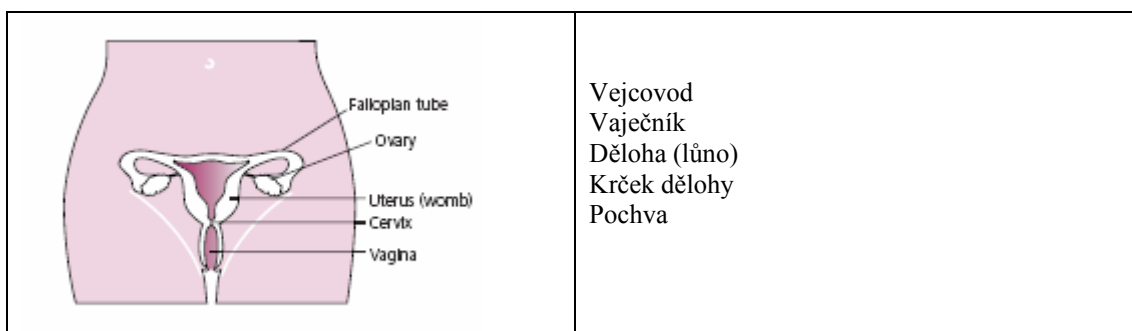 Fallopian tube
Ovary
Uterus (womb)
Cervix
Vagina
Vejcovod
Vaječník
Děloha (lůno)
Krček dělohy
Pochva